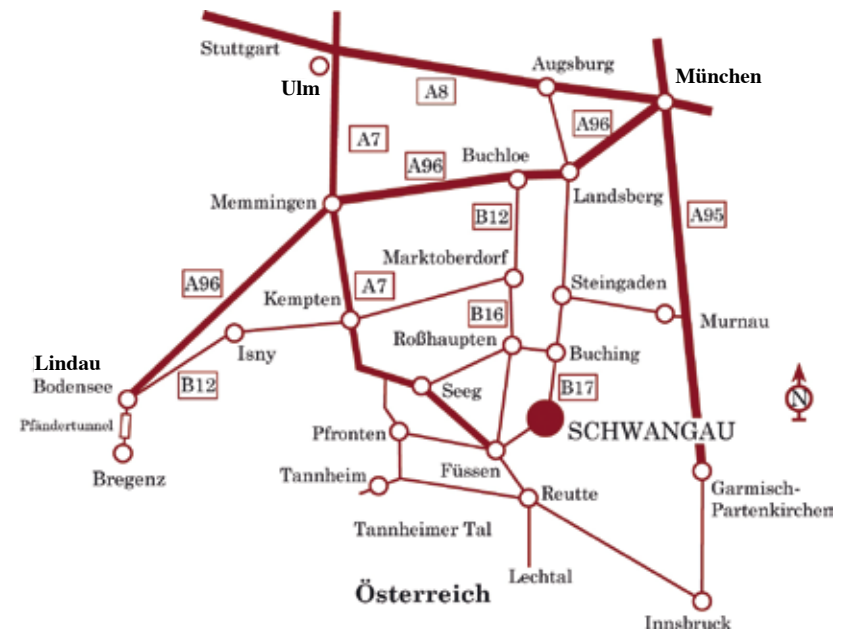 Stuttgart
Augsburg
München
Ulm
A8
A96
A7
Buchloe
A96
Landsberg
Memmingen
B12
A95
Marktoberdorf
A96
A7
Steingaden
Kempten
B16
Murnau
Roßhaupten
Isny
Buching
Lindau
Bodensee
B12
Seeg
B17
N
Pfändertunnel
SCHWANGAU
Pfronten
Füssen
Bregenz
Tannheim
Reutte
Garmisch-
Partenkirchen
Tannheimer Tal
Lechtal
Österreich
Innsbruck